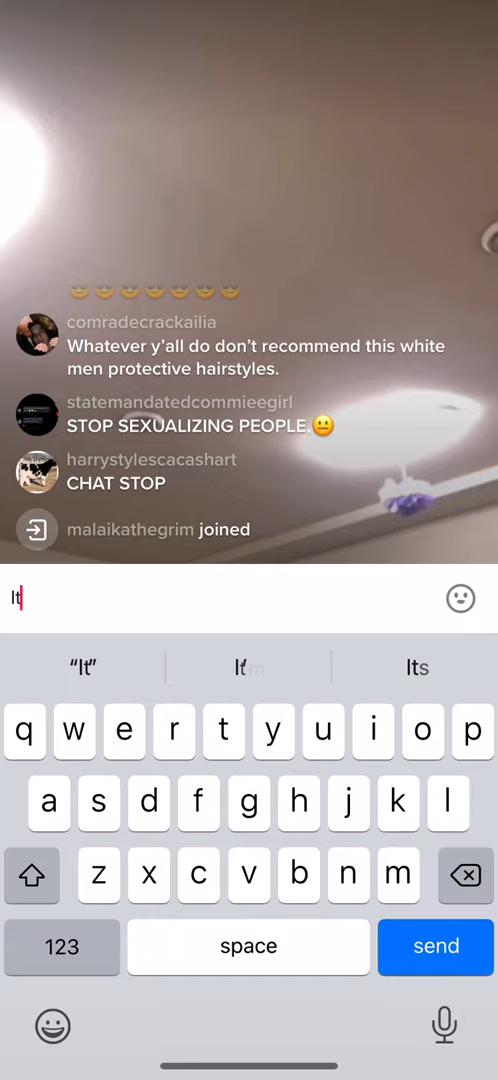 comradecrackailia
Whatever y'all do don't recommend this white
men protective hairstyles.
statemandatedcommieegirl
STOP SEXUALIZING PEOPLE.😐
harrystylescacashart
CHAT STOP
malaikathegrim joined
It
"It" Its
q w e r t y u i o p
a s d f g h j k l
z x c v b n m
123 space send